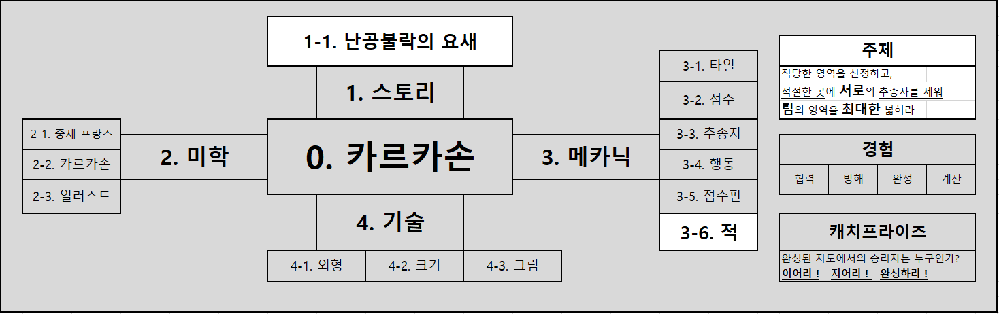 1-1. 난공불락의 요새
1. 스토리
2-1. 중세 프랑스
2-2. 카르카손
2-3. 일러스트
2. 미학
0. 카르카손
3. 메카닉
3-1. 타일
3-2. 점수
3-3. 추종자
3-4. 행동
3-5. 점수판
3-6. 적
4. 기술
4-1. 외형
4-2. 크기
4-3. 그림
주제
적당한 영역을 선정하고,
적절한 곳에 서로의 추종자를 세워
팀의 영역을 최대한 넓혀라
경험
협력 방해 완성 계산
캐치프라이즈
완성된 지도에서의 승리자는 누구인가?
이어라 ! 지어라 ! 완성하라 !